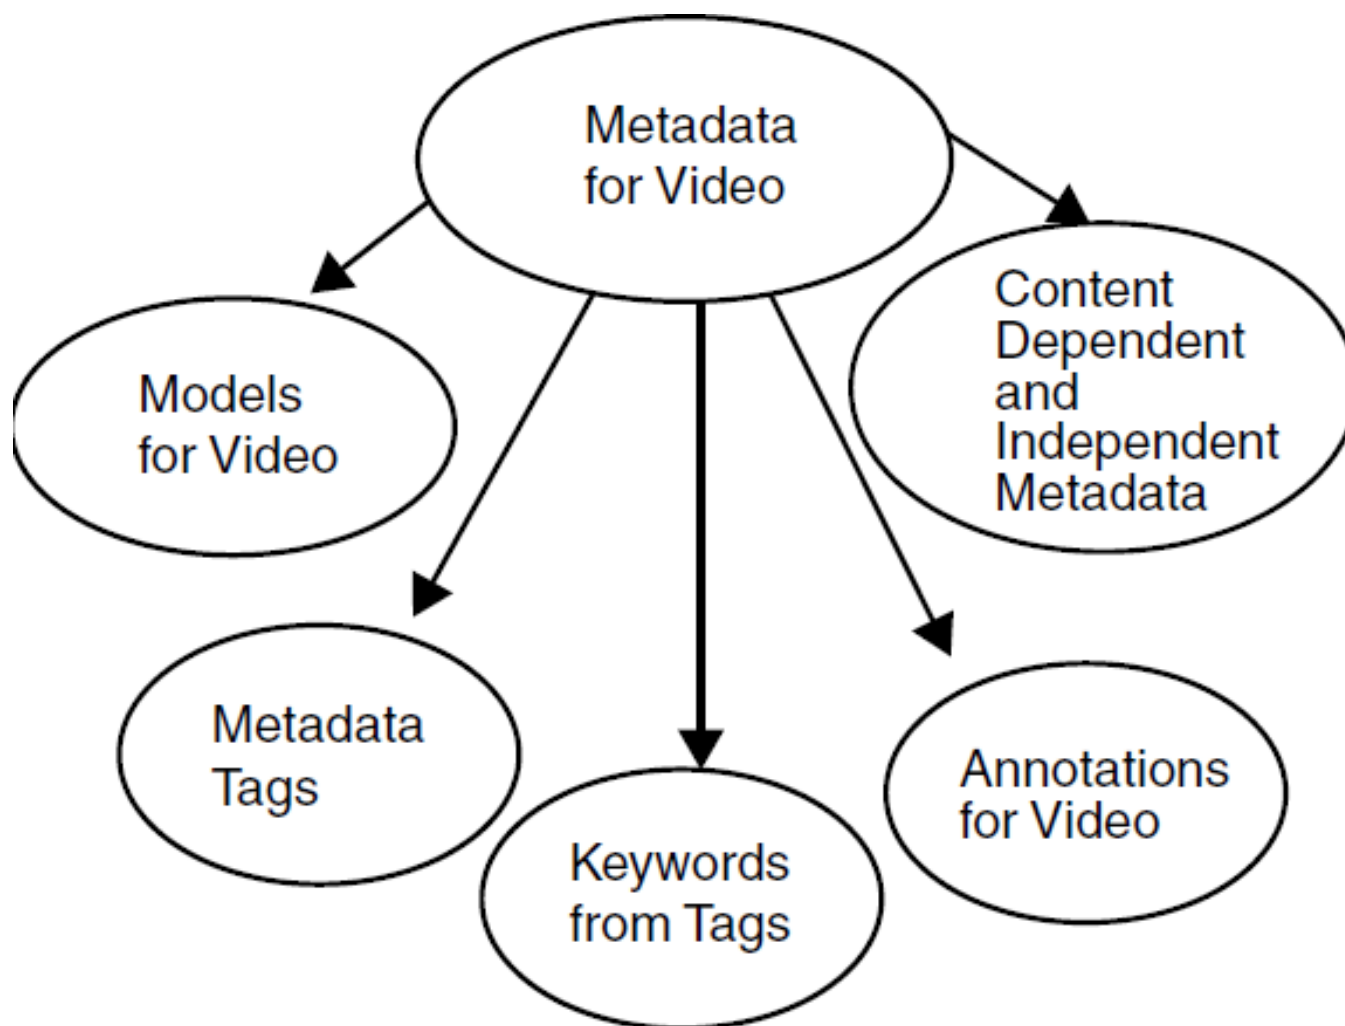 Metadata
for Video
Content
Dependent
and
Independent
Metadata
Models
for Video
Metadata
Tags
Annotations
for Video
Keywords
from Tags